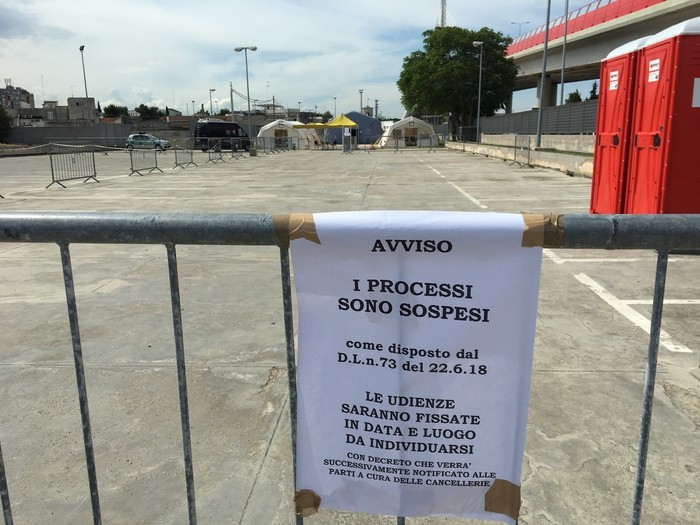 AVVISO
I PROCESSI
SONO SOSPESI
come disposto dal
D.L.n.73 del 22.6.18
LE UDIENZE
SARANNO FISSATE
IN DATA E LUOGO
DA INDIVIDUARSI
CON DECRETO CHE VERRA'
SUCCESSIVAMENTE NOTIFICATO ALLE
PARTI A CURA DELLE CANCELLERIE